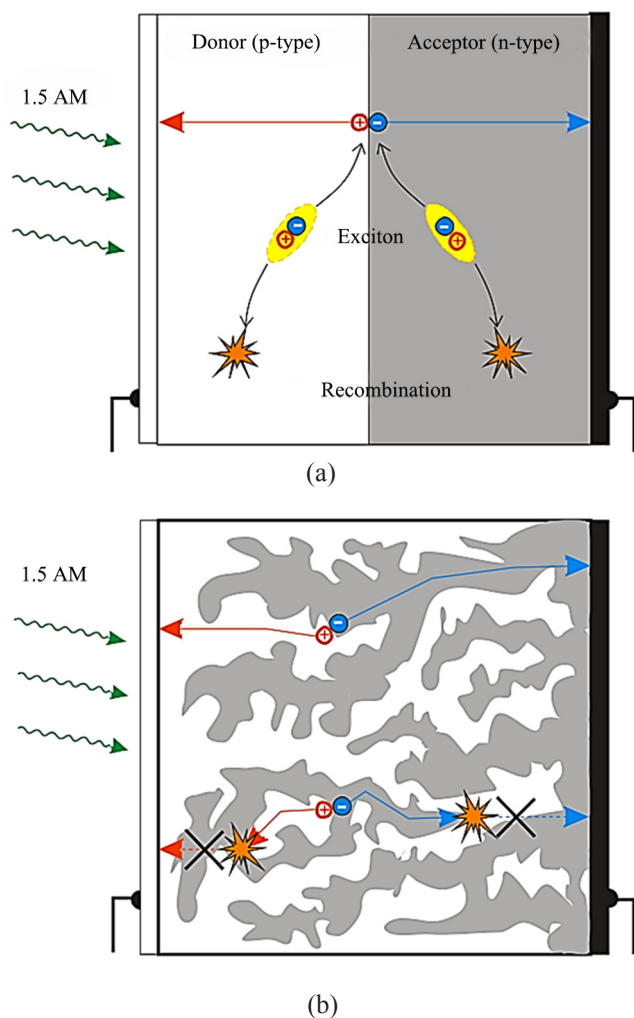 Donor (p-type)
Acceptor (n-type)
1.5 AM
Exciton
Recombination
(a)
1.5 AM
(b)